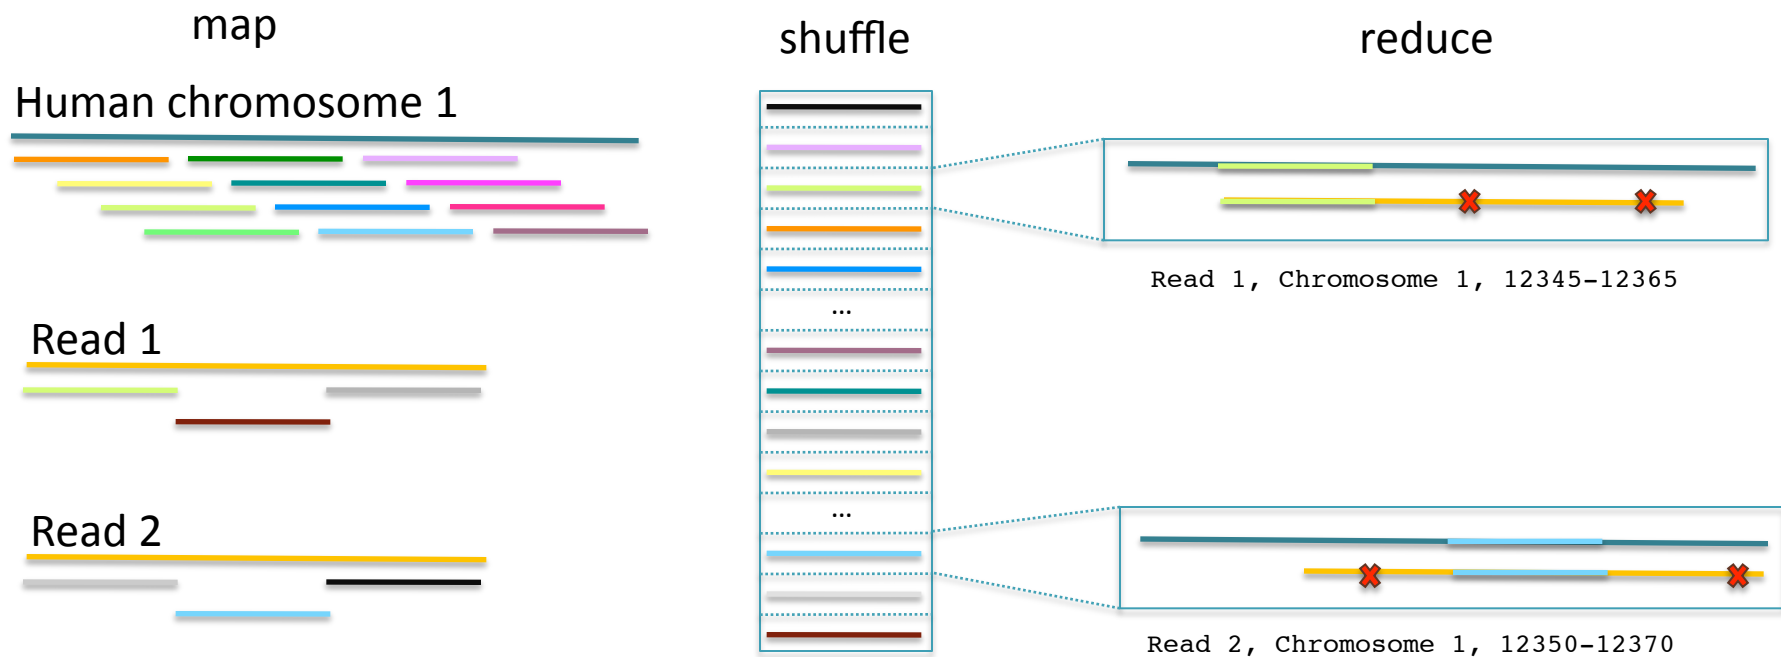 map
shuffle
reduce
Human chromosome 1
...
Read 1, Chromosome 1, 12345-12365
Read 1
...
Read 2
Read 2, Chromosome 1, 12350-12370